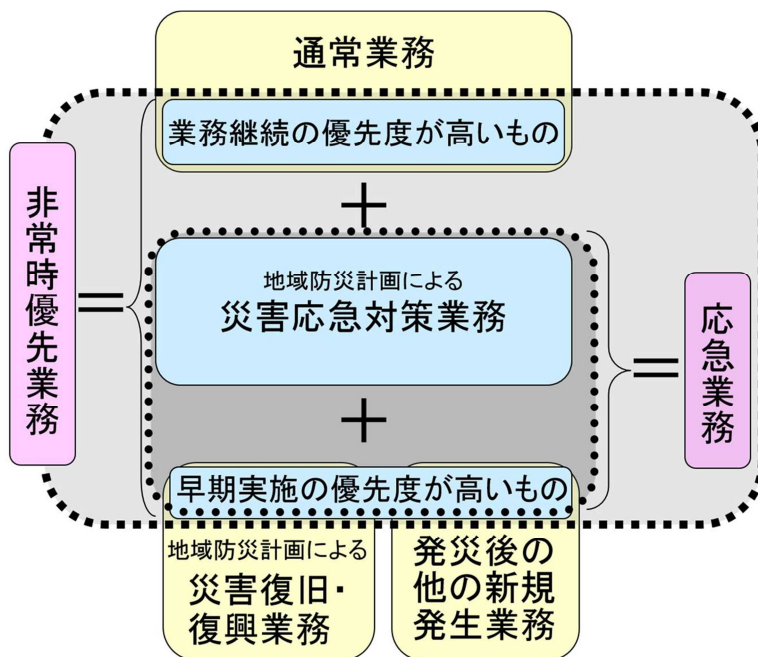 通常業務
業務継続の優先度が高いもの
＋
非常時優先業務
＝
地域防災計画による
災害応急対策業務
＝
応急業務
＋
早期実施の優先度が高いもの
地域防災計画による
災害復旧・
復興業務
発災後の
他の新規
発生業務